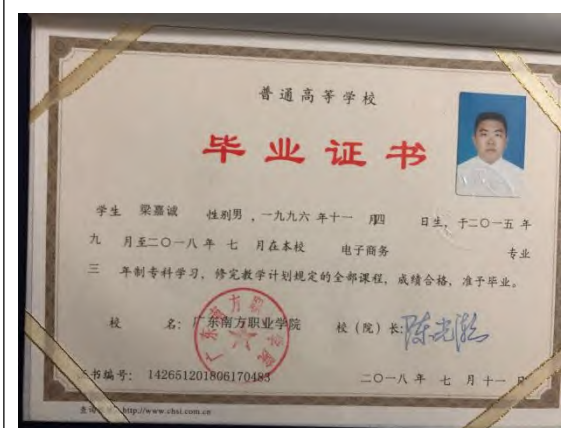 普通高等学校
毕业证书
学生 梁嘉诚 性别男，一九九六年十一月四日生，于二〇一五年
九月至二〇一八年七月在本校 电子商务 专业
三年制专科学习，修完教学计划规定的全部课程，成绩合格，准予毕业。
校名：广东南方职业学院 校（院）长：
书编号：142651201806170483 二〇一八年七月十一日
http://www.chsi.com.cn